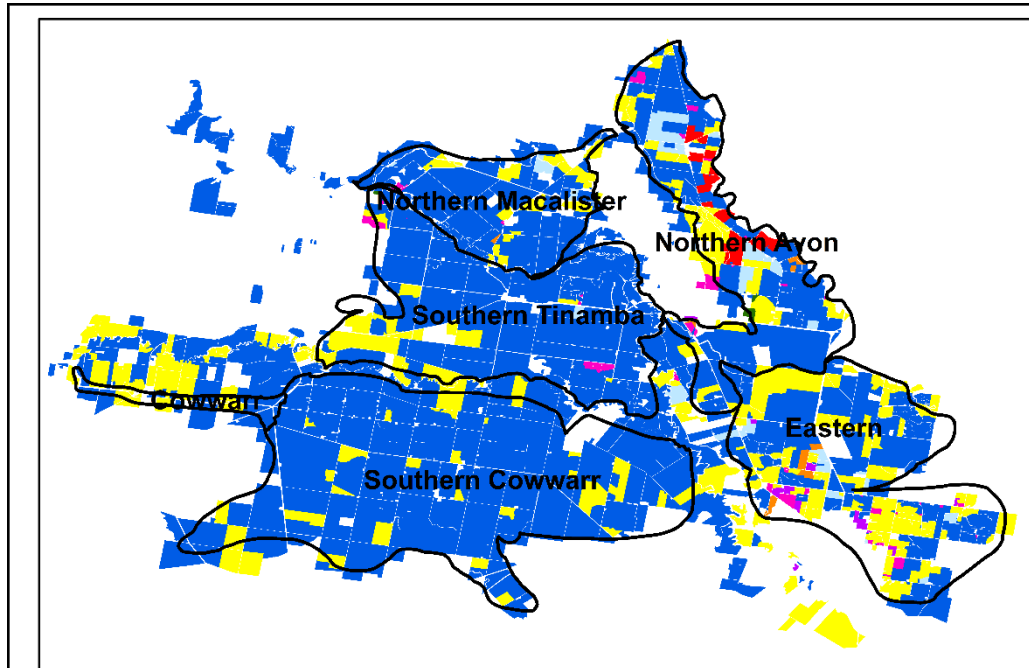 Northern Macalister
Northern Avon
Southern Tinamba
Cowwarr
Eastern
Southern Cowwarr